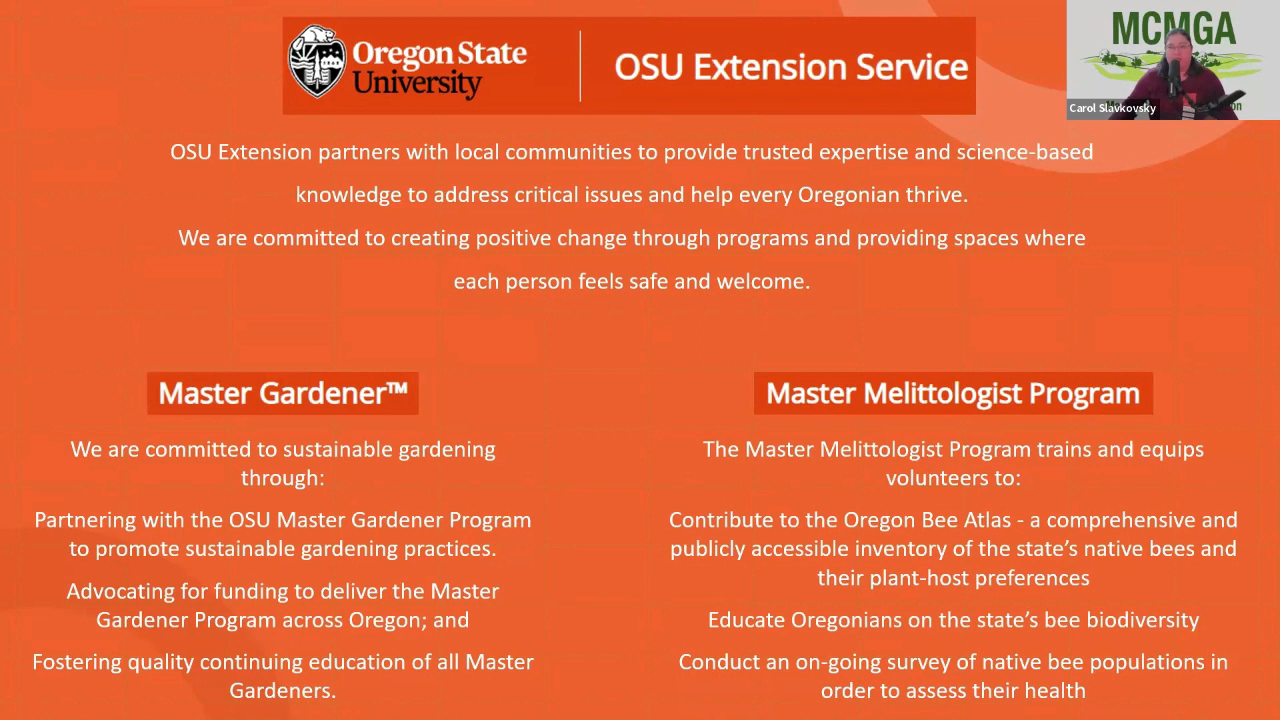 Oregon State
University
OSU Extension Service
MCMGA
Carol Slavkovsky
OSU Extension partners with local communities to provide trusted expertise and science-based
knowledge to address critical issues and help every Oregonian thrive.
We are committed to creating positive change through programs and providing spaces where
each person feels safe and welcome.
Master Gardener™
We are committed to sustainable gardening
through:
Partnering with the OSU Master Gardener Program
to promote sustainable gardening practices.
Advocating for funding to deliver the Master
Gardener Program across Oregon; and
Fostering quality continuing education of all Master
Gardeners.
Master Melittologist Program
The Master Melittologist Program trains and equips
volunteers to:
Contribute to the Oregon Bee Atlas - a comprehensive and
publicly accessible inventory of the state’s native bees and
their plant-host preferences
Educate Oregonians on the state’s bee biodiversity
Conduct an on-going survey of native bee populations in
order to assess their health